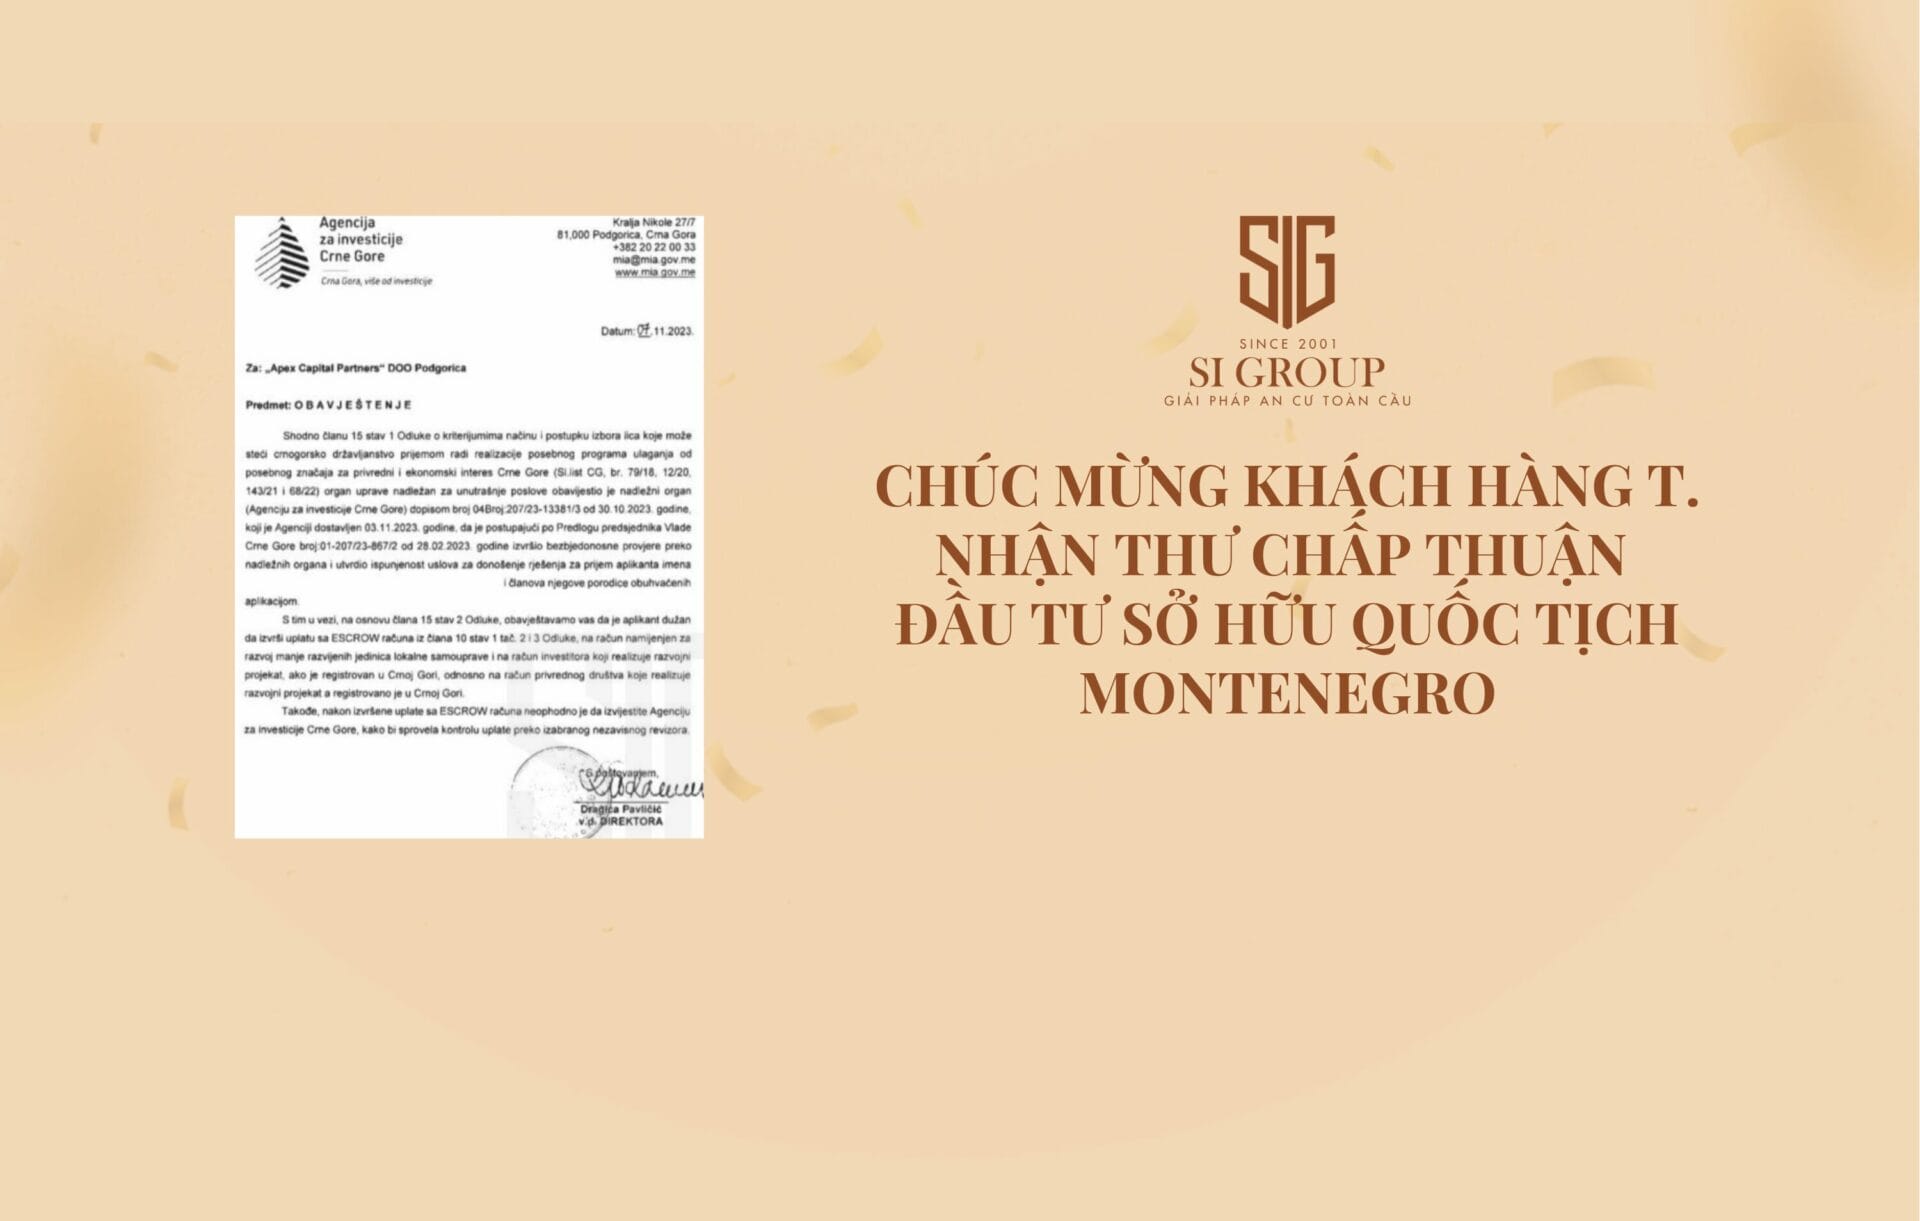 Agencija
za investicije
Crne Gore
Crna Gora, više od investicije
Kralja Nikole 27/7
81,000 Podgorica, Crna Gora
+382 20 22 00 33
mia@mia.gov.me
www.mia.gov.me
Datum: 07.11.2023.
Za: „Apex Capital Partners“ DOO Podgorica
Predmet: O B A V J E Š T E N J E
Shodno članu 15 stav 1 Odluke o kriterijumima načinu i postupku izbora lica koje može
steći crnogorsko državljanstvo prijemom radi realizacije posebnog programa ulaganja od
posebnog značaja za privredni i ekonomski interes Crne Gore (Sl.list CG, br. 79/18, 12/20,
143/21 i 68/22) organ uprave nadležan za unutrašnje poslove obavijestio je nadležni organ
(Agenciju za investicije Crne Gore) dopisom broj 04Broj:207/23-13381/3 od 30.10.2023. godine,
koji je Agenciji dostavljen 03.11.2023. godine, da je postupajući po Predlogu predsjednika Vlade
Crne Gore broj:01-207/23-867/2 od 28.02.2023. godine izvršio bezbjedonosne provjere preko
nadležnih organa i utvrdio ispunjenost uslova za donošenje rješenja za prijem aplikanta imena
i članova njegove porodice obuhvaćenih
aplikacijom.
S tim u vezi, na osnovu člana 15 stav 2 Odluke, obavještavamo vas da je aplikant dužan
da izvrši uplatu sa ESCROW računa iz člana 10 stav 1 tač. 2 i 3 Odluke, na račun namijenjen za
razvoj manje razvijenih jedinica lokalne samouprave i na račun investitora koji realizuje razvojni
projekat, ako je registrovan u Crnoj Gori, odnosno na račun privrednog društva koje realizuje
razvojni projekat a registrovano je u Crnoj Gori.
Takođe, nakon izvršene uplate sa ESCROW računa neophodno je da izvijestite Agenciju
za investicije Crne Gore, kako bi sprovela kontrolu uplate preko izabranog nezavisnog revizora.
S poštovanjem,
Dragica Pavličić
v.d. DIREKTORA
SIG
SINCE 2001
SI GROUP
GIẢI PHÁP AN CƯ TOÀN CẦU
CHÚC MỪNG KHÁCH HÀNG T.
NHẬN THƯ CHẤP THUẬN
ĐẦU TƯ SỞ HỮU QUỐC TỊCH
MONTENEGRO